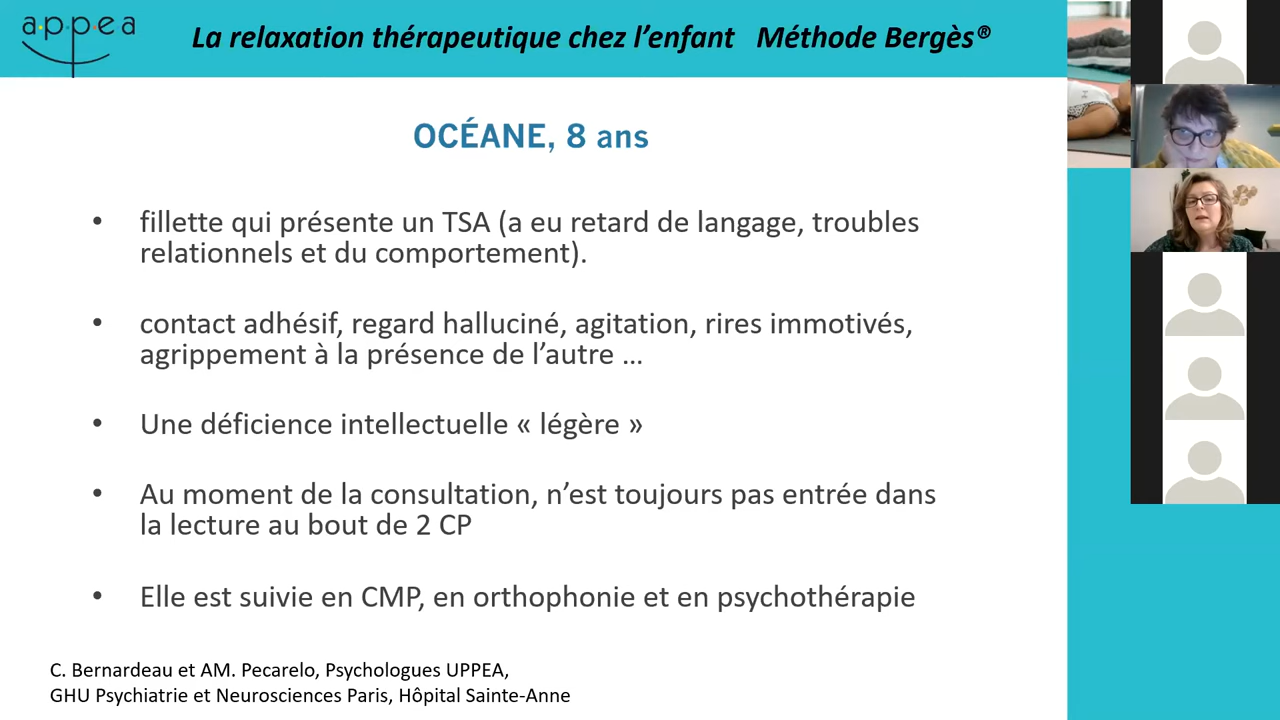 a·p·p·e a
La relaxation thérapeutique chez l’enfant Méthode Bergès®
OCÉANE, 8 ans
• fillette qui présente un TSA (a eu retard de langage, troubles
relationnels et du comportement).
• contact adhésif, regard halluciné, agitation, rires immotivés,
agrippement à la présence de l’autre ...
• Une déficience intellectuelle « légère »
• Au moment de la consultation, n’est toujours pas entrée dans
la lecture au bout de 2 CP
• Elle est suivie en CMP, en orthophonie et en psychothérapie
C. Bernardeau et AM. Pecarelo, Psychologues UPPEA,
GHU Psychiatrie et Neurosciences Paris, Hôpital Sainte-Anne